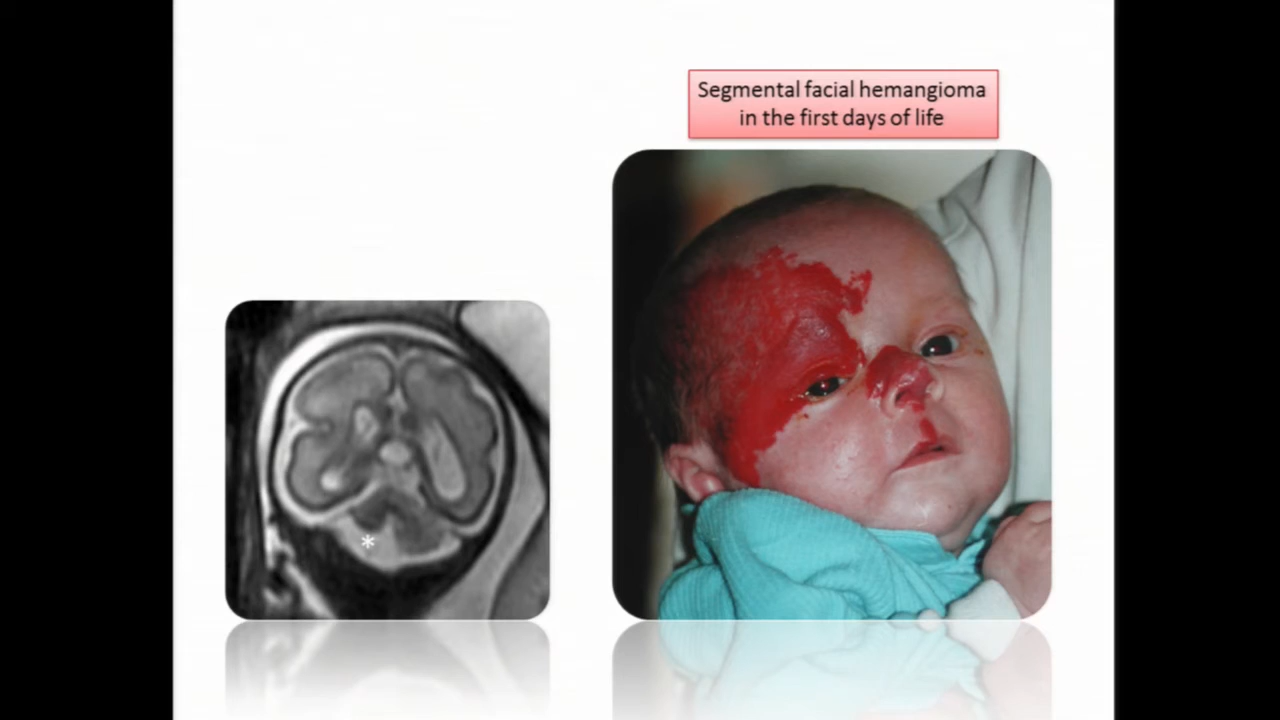 Segmental facial hemangioma
in the first days of life
*